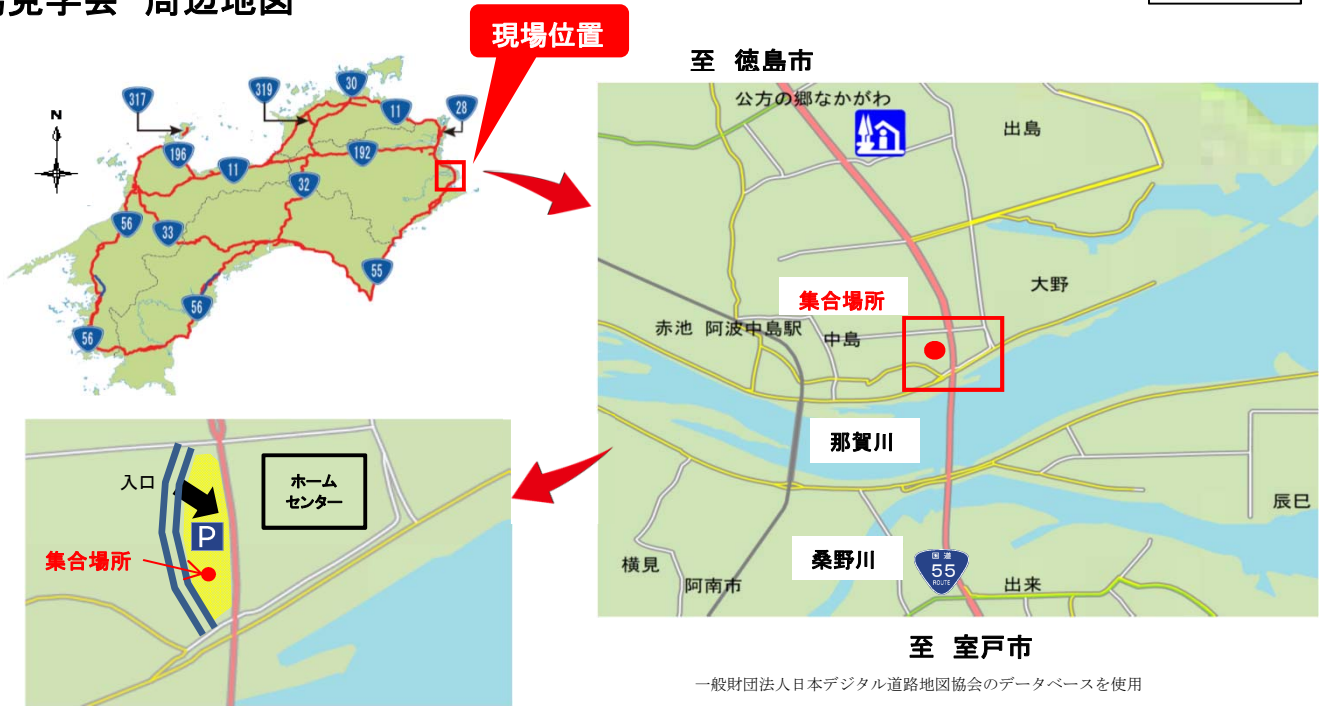 見学会 周辺地図
現場位置
N
317
319
30
11
28
196
11
192
32
56
33
55
56
56
至 徳島市
公方の郷なかがわ
出島
大野
集合場所
赤池 阿波中島駅
中島
那賀川
辰巳
桑野川
横見
阿南市
国道
55
ROUTE
出来
至 室戸市
一般財団法人日本デジタル道路地図協会のデータベースを使用
入口
ホーム
センター
P
集合場所